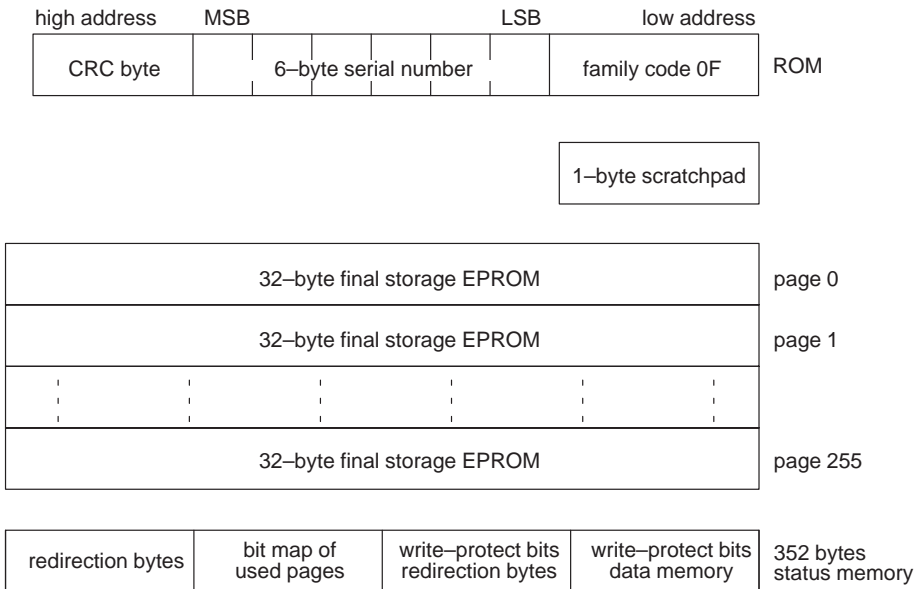 high address MSB LSB low address
CRC byte 6–byte serial number family code 0F ROM
1–byte scratchpad
32–byte final storage EPROM page 0
32–byte final storage EPROM page 1
32–byte final storage EPROM page 255
redirection bytes
bit map of
used pages
write–protect bits
redirection bytes
write–protect bits
data memory
352 bytes
status memory